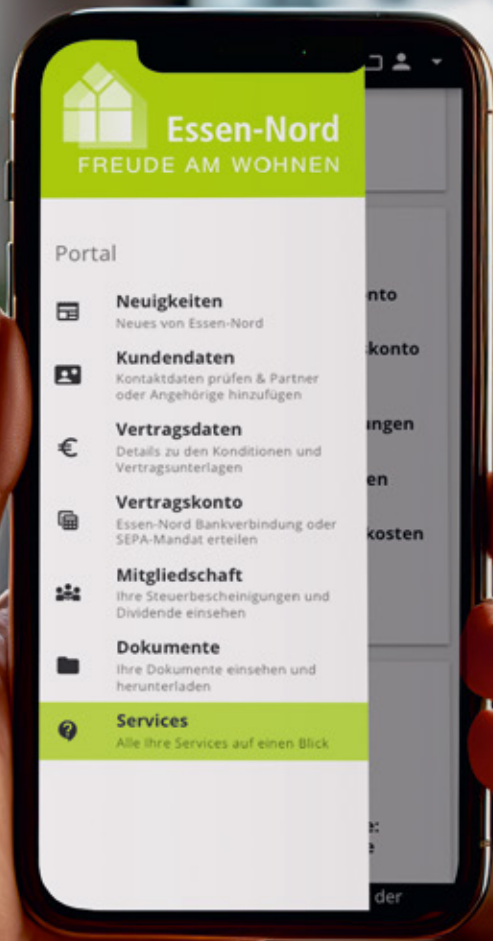 Essen-Nord
FREUDE AM WOHNEN
Portal
Neuigkeiten
Neues von Essen-Nord
Kundendaten
Kontaktdaten prüfen & Partner
oder Angehörige hinzufügen
Vertragsdaten
Details zu den Konditionen und
Vertragsunterlagen
Vertragskonto
Essen-Nord Bankverbindung oder
SEPA-Mandat erteilen
Mitgliedschaft
Ihre Steuerbescheinigungen und
Dividende einsehen
Dokumente
Ihre Dokumente einsehen und
herunterladen
Services
Alle Ihre Services auf einen Blick
nto
konto
ungen
en
kosten
e:
e
der